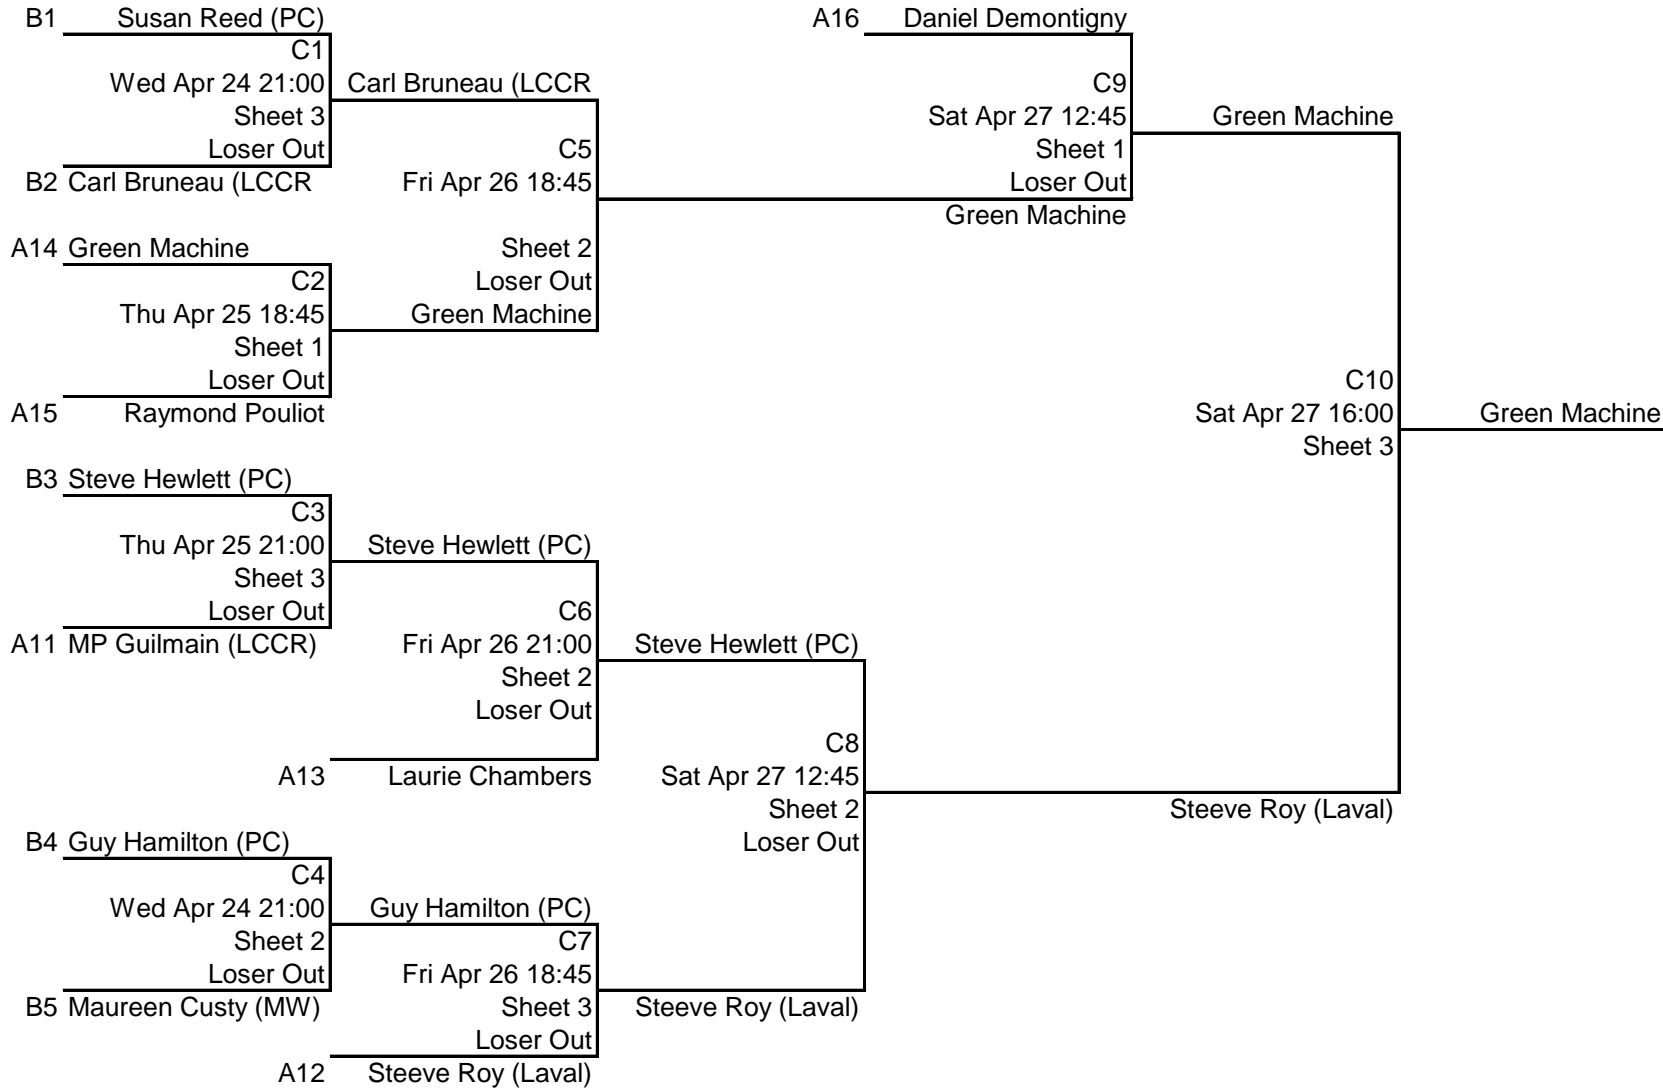 B1 Susan Reed (PC) A16 Daniel Demontigny
C1
Wed Apr 24 21:00 Carl Bruneau (LCCR C9
Sheet 3 Sat Apr 27 12:45 Green Machine
Loser Out C5 Sheet 1
B2 Carl Bruneau (LCCR Fri Apr 26 18:45 Loser Out
Green Machine
A14 Green Machine Sheet 2
C2 Loser Out
Thu Apr 25 18:45 Green Machine
Sheet 1
Loser Out C10
A15 Raymond Pouliot Sat Apr 27 16:00 Green Machine
Sheet 3
B3 Steve Hewlett (PC)
C3
Thu Apr 25 21:00 Steve Hewlett (PC)
Sheet 3
Loser Out C6
A11 MP Guilmain (LCCR) Fri Apr 26 21:00 Steve Hewlett (PC)
Sheet 2
Loser Out
C8
A13 Laurie Chambers Sat Apr 27 12:45
Sheet 2 Steeve Roy (Laval)
B4 Guy Hamilton (PC) Loser Out
C4
Wed Apr 24 21:00 Guy Hamilton (PC)
Sheet 2 C7
Loser Out Fri Apr 26 18:45
B5 Maureen Custy (MW) Sheet 3 Steeve Roy (Laval)
Loser Out
A12 Steeve Roy (Laval)